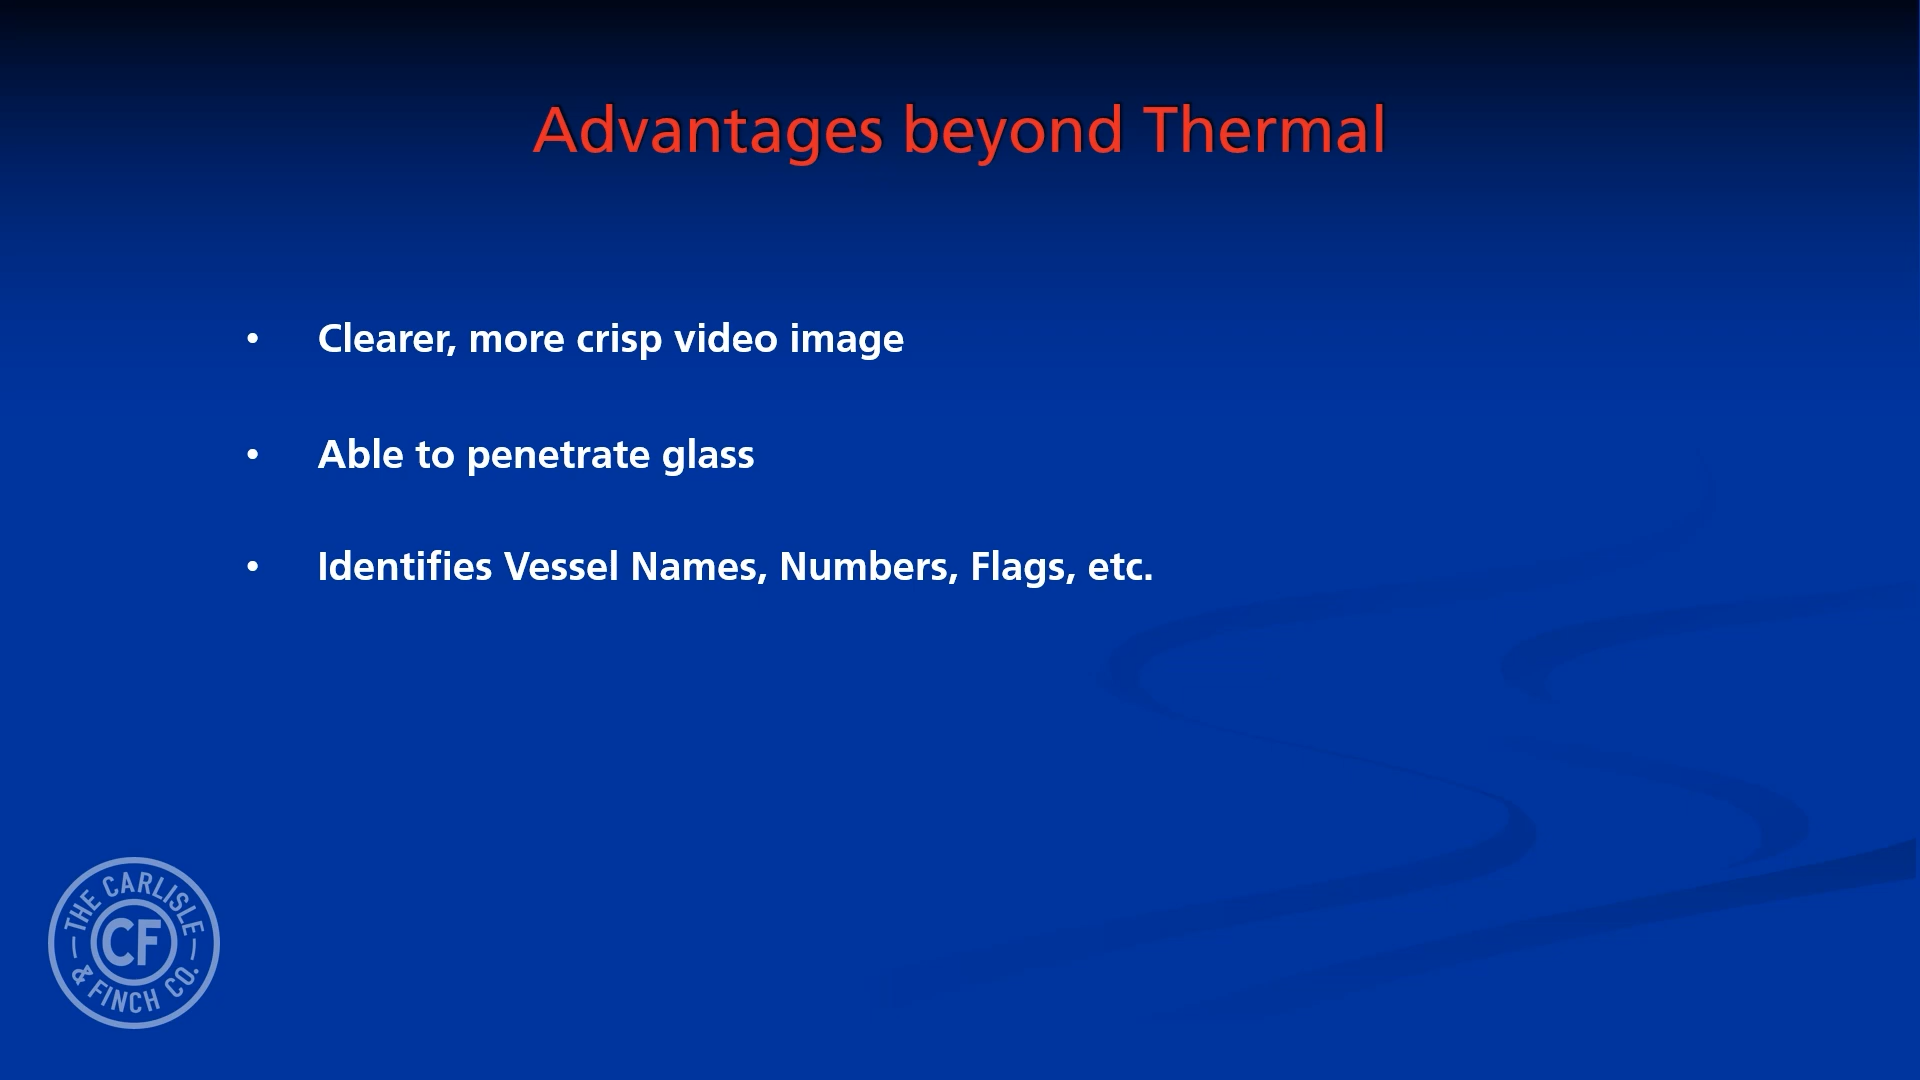 Advantages beyond Thermal
• Clearer, more crisp video image
• Able to penetrate glass
• Identifies Vessel Names, Numbers, Flags, etc.
THE CARLISLE
CF
& FINCH CO.